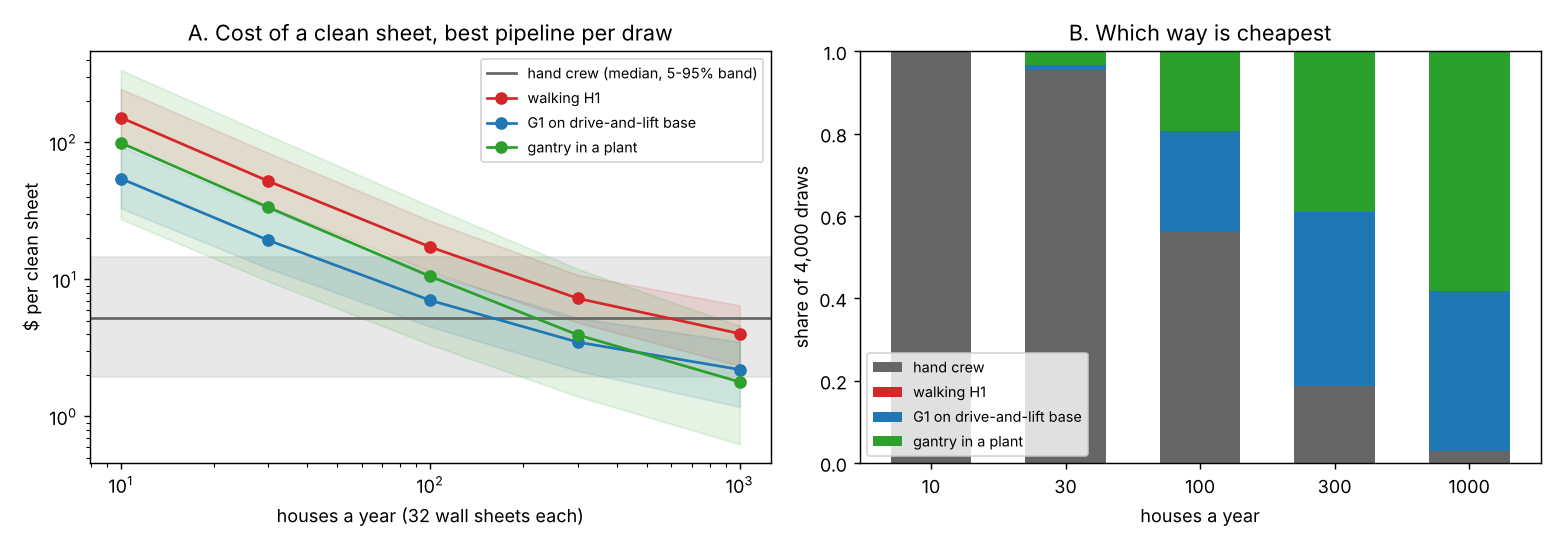 A. Cost of a clean sheet, best pipeline per draw
$ per clean sheet
10²
10¹
10⁰
hand crew (median, 5-95% band)
walking H1
G1 on drive-and-lift base
gantry in a plant
10¹
10²
10³
houses a year (32 wall sheets each)
B. Which way is cheapest
share of 4,000 draws
1.0
0.8
0.6
0.4
0.2
0.0
hand crew
walking H1
G1 on drive-and-lift base
gantry in a plant
10
30
100
300
1000
houses a year